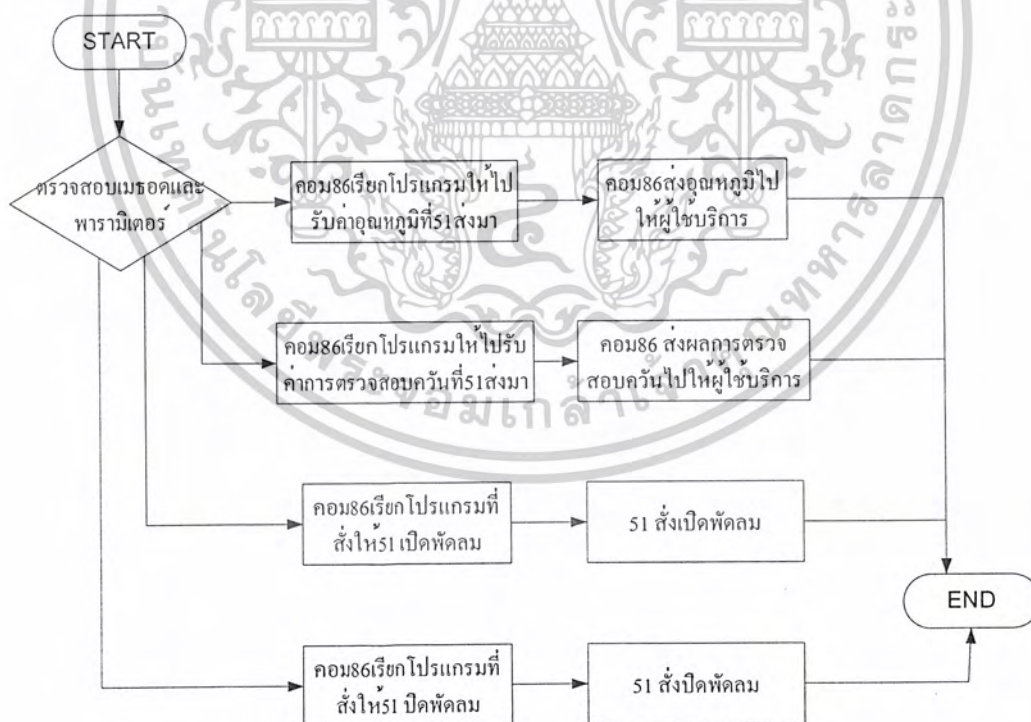 START
ตรวจสอบเมธอดและ
พารามิเตอร์
คอม86เรียกโปรแกรมให้ไป
รับค่าอุณหภูมิที่51ส่งมา
คอม86ส่งอุณหภูมิไป
ให้ผู้ใช้บริการ
คอม86เรียกโปรแกรมให้ไปรับ
ค่าการตรวจสอบควันที่51ส่งมา
คอม86 ส่งผลการตรวจ
สอบควันไปให้ผู้ใช้บริการ
คอม86เรียกโปรแกรมที่
สั่งให้51 เปิดพัดลม
51 สั่งเปิดพัดลม
END
คอม86เรียกโปรแกรมที่
สั่งให้51 ปิดพัดลม
51 สั่งปิดพัดลม